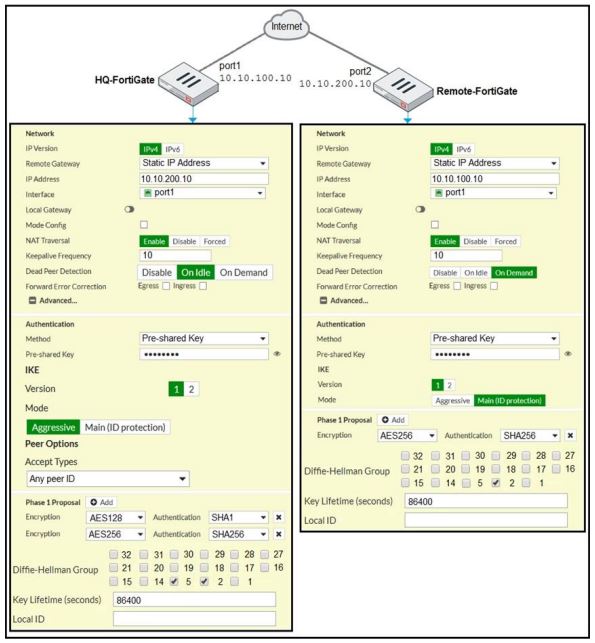 Internet
port1
10.10.100.10
HQ-FortiGate
port2
10.10.200.10
Remote-FortiGate
Network
IP Version IPv4 IPv6
Remote Gateway Static IP Address
IP Address 10.10.200.10
Interface port1
Local Gateway
Mode Config
NAT Traversal Enable Disable Forced
Keepalive Frequency 10
Dead Peer Detection Disable On Idle On Demand
Forward Error Correction Egress Ingress
Advanced...
Authentication
Method Pre-shared Key
Pre-shared Key ••••••••
IKE
Version 1 2
Mode
Aggressive Main (ID protection)
Peer Options
Accept Types
Any peer ID
Phase 1 Proposal Add
Encryption AES128 Authentication SHA1
Encryption AES256 Authentication SHA256
32 31 30 29 28 27
Diffie-Hellman Group 21 20 19 18 17 16
15 14 5 2 1
Key Lifetime (seconds) 86400
Local ID
Network
IP Version IPv4 IPv6
Remote Gateway Static IP Address
IP Address 10.10.100.10
Interface port1
Local Gateway
Mode Config
NAT Traversal Enable Disable Forced
Keepalive Frequency 10
Dead Peer Detection Disable On Idle On Demand
Forward Error Correction Egress Ingress
Advanced...
Authentication
Method Pre-shared Key
Pre-shared Key ••••••••
IKE
Version 1 2
Mode Aggressive Main (ID protection)
Phase 1 Proposal Add
Encryption AES256 Authentication SHA256
32 31 30 29 28 27
Diffie-Hellman Group 21 20 19 18 17 16
15 14 5 2 1
Key Lifetime (seconds) 86400
Local ID